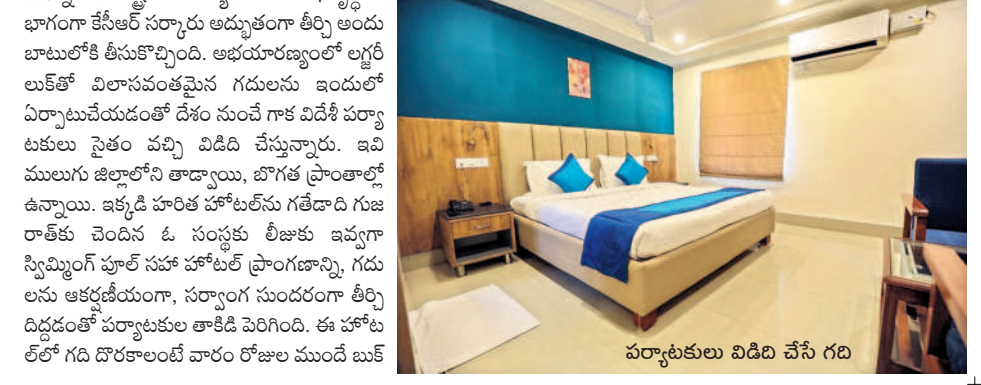 భాగంగా కేసీఆర్ సర్కారు అద్భుతంగా తీర్చి అందు
బాటులోకి తీసుకొచ్చింది. అభయారణ్యంలో లగ్జరీ
లుక్‌తో విలాసవంతమైన గదులను ఇందులో
ఏర్పాటుచేయడంతో దేశం నుంచే గాక విదేశీ పర్యా
టకులు సైతం వచ్చి విడిది చేస్తున్నారు. ఇవి
ములుగు జిల్లాలోని తాడ్వాయి, బొగత ప్రాంతాల్లో
ఉన్నాయి. ఇక్కడి హరిత హోటల్‌ను గతేడాది గుజ
రాత్‌కు చెందిన ఓ సంస్థకు లీజుకు ఇవ్వగా
స్విమ్మింగ్ పూల్ సహా హోటల్ ప్రాంగణాన్ని, గదు
లను ఆకర్షణీయంగా, సర్వాంగ సుందరంగా తీర్చి
దిద్దడంతో పర్యాటకుల తాకిడి పెరిగింది. ఈ హోట
ల్‌లో గది దొరకాలంటే వారం రోజుల ముందే బుక్
పర్యాటకులు విడిది చేసే గది